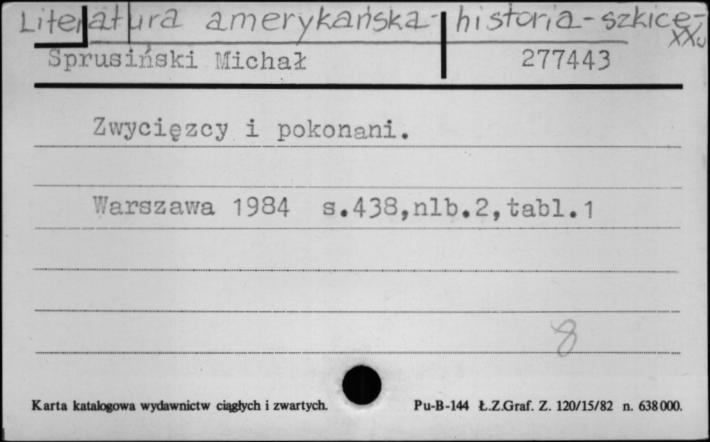 Literatura amerykańska - historia - szkice -
XX w
Sprusiński Michał 277443
Zwycięzcy i pokonani.
Warszawa 1984 s.438,nlb.2,tabl.1
8
Karta katalogowa wydawnictw ciągłych i zwartych. Pu-B-144 Ł.Z.Graf. Z. 120/15/82 n. 638000.